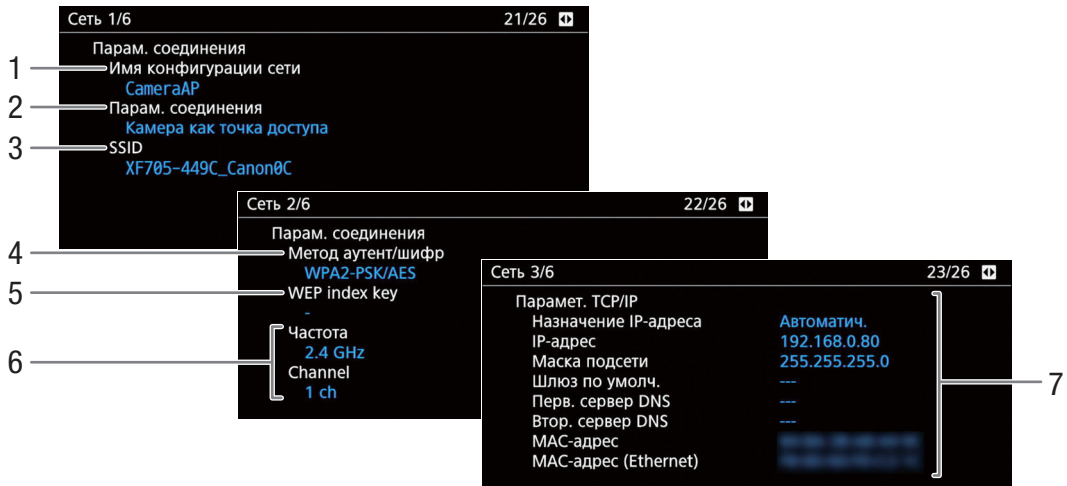 Сеть 1/6 21/26
Парам. соединения
1 Имя конфигурации сети
CameraAP
2 Парам. соединения
Камера как точка доступа
3 SSID
XF705-449C_Canon0C
Сеть 2/6 22/26
Парам. соединения
4 Метод аутент/шифр
WPA2-PSK/AES
5 WEP index key
-
6 Частота
2.4 GHz
Channel
1 ch
Сеть 3/6 23/26
Парамет. TCP/IP
Назначение IP-адреса Автоматич.
IP-адрес 192.168.0.80
Маска подсети 255.255.255.0
Шлюз по умолч. ---
Перв. сервер DNS ---
Втор. сервер DNS ---
MAC-адрес
MAC-адрес (Ethernet)
7